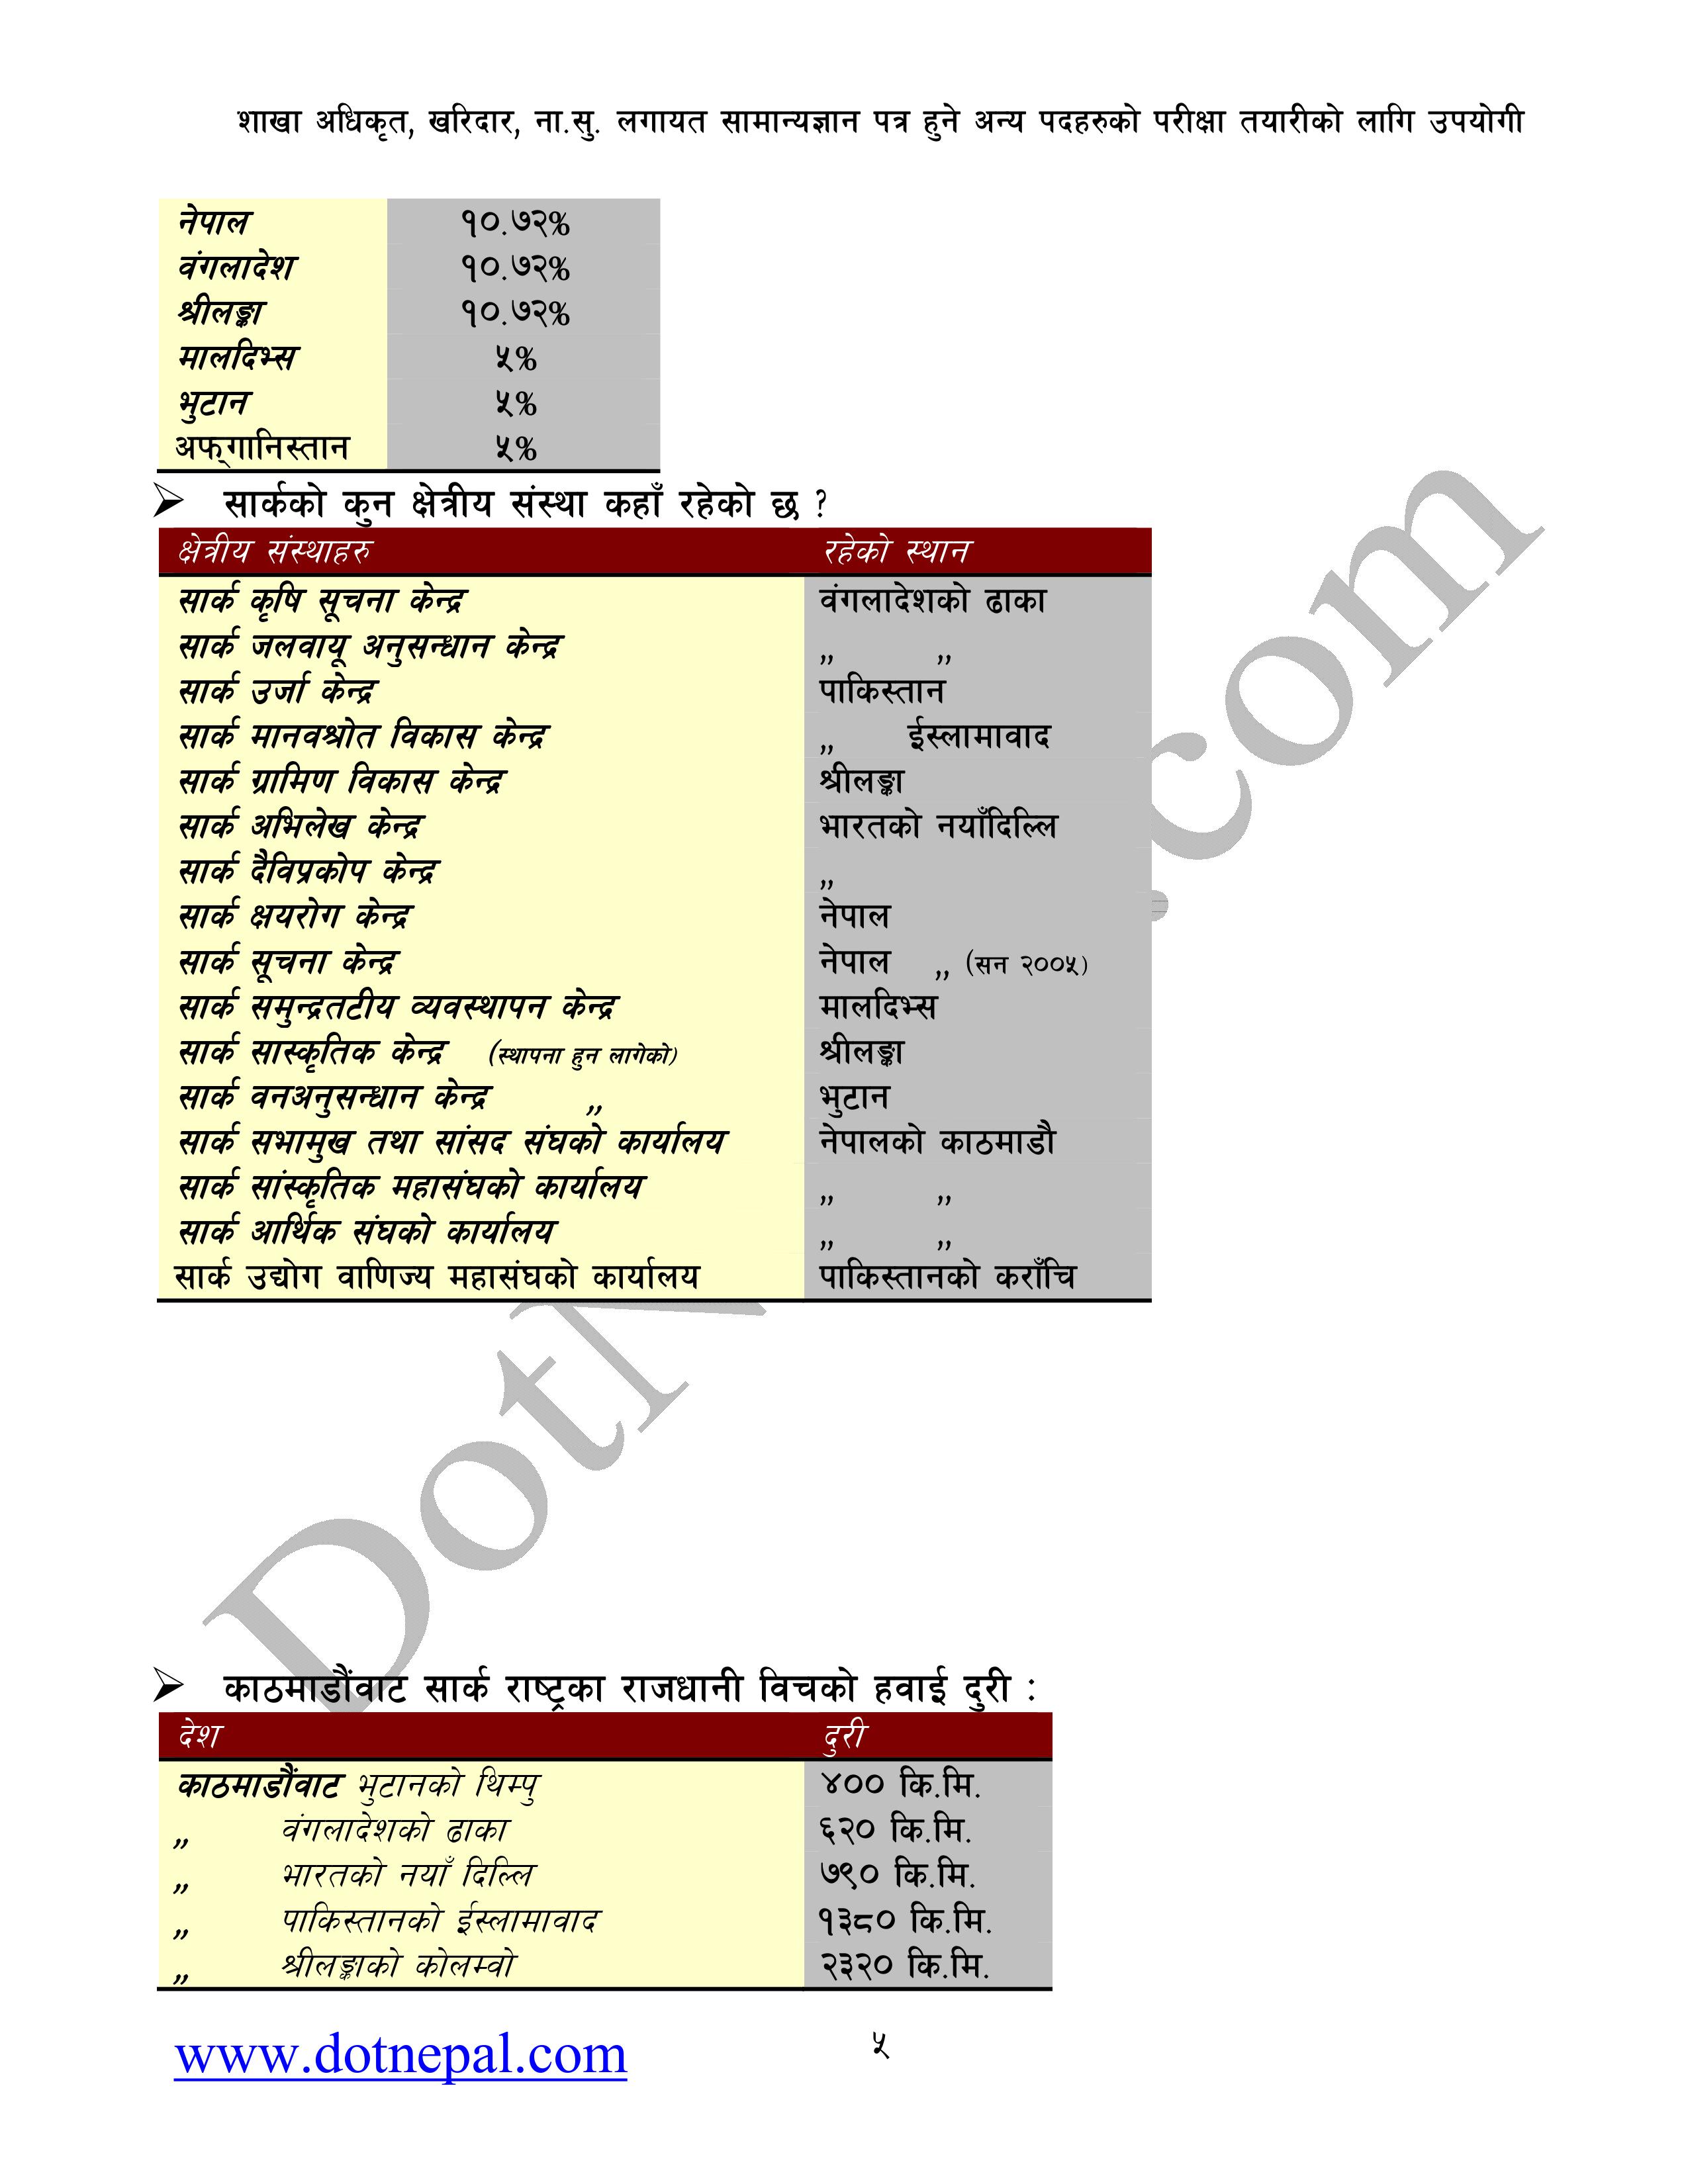 शाखा अधिकृत, खरिदार, ना.सु. लगायत सामान्यज्ञान पत्र हुने अन्य पदहरुको परीक्षा तयारीको लागि उपयोगी
नेपाल १०.७२%
वंगलादेश १०.७२%
श्रीलङ्का १०.७२%
मालदिभ्स ५%
भुटान ५%
अफ्गानिस्तान ५%
➢ सार्कको कुन क्षेत्रीय संस्था कहाँ रहेको छ ?
क्षेत्रीय संस्थाहरु रहेको स्थान
सार्क कृषि सूचना केन्द्र वंगलादेशको ढाका
सार्क जलवायू अनुसन्धान केन्द्र ,, ,,
सार्क उर्जा केन्द्र पाकिस्तान
सार्क मानवश्रोत विकास केन्द्र ,, ईस्लामावाद
सार्क ग्रामिण विकास केन्द्र श्रीलङ्का
सार्क अभिलेख केन्द्र भारतको नयाँदिल्लि
सार्क दैविप्रकोप केन्द्र ,,
सार्क क्षयरोग केन्द्र नेपाल
सार्क सूचना केन्द्र नेपाल ,, (सन २००५)
सार्क समुन्द्रतटीय व्यवस्थापन केन्द्र मालदिभ्स
सार्क सास्कृतिक केन्द्र (स्थापना हुन लागेको) श्रीलङ्का
सार्क वनअनुसन्धान केन्द्र ,, भुटान
सार्क सभामुख तथा सांसद संघको कार्यालय नेपालको काठमाडौ
सार्क सांस्कृतिक महासंघको कार्यालय ,, ,,
सार्क आर्थिक संघको कार्यालय ,, ,,
सार्क उद्योग वाणिज्य महासंघको कार्यालय पाकिस्तानको कराँचि
➢ काठमाडौंवाट सार्क राष्ट्रका राजधानी विचको हवाई दुरी :
देश दुरी
काठमाडौंवाट भुटानको थिम्पु ४०० कि.मि.
,, वंगलादेशको ढाका ६२० कि.मि.
,, भारतको नयाँ दिल्लि ७९० कि.मि.
,, पाकिस्तानको ईस्लामावाद १३८० कि.मि.
,, श्रीलङ्काको कोलम्वो २३२० कि.मि.
www.dotnepal.com ५